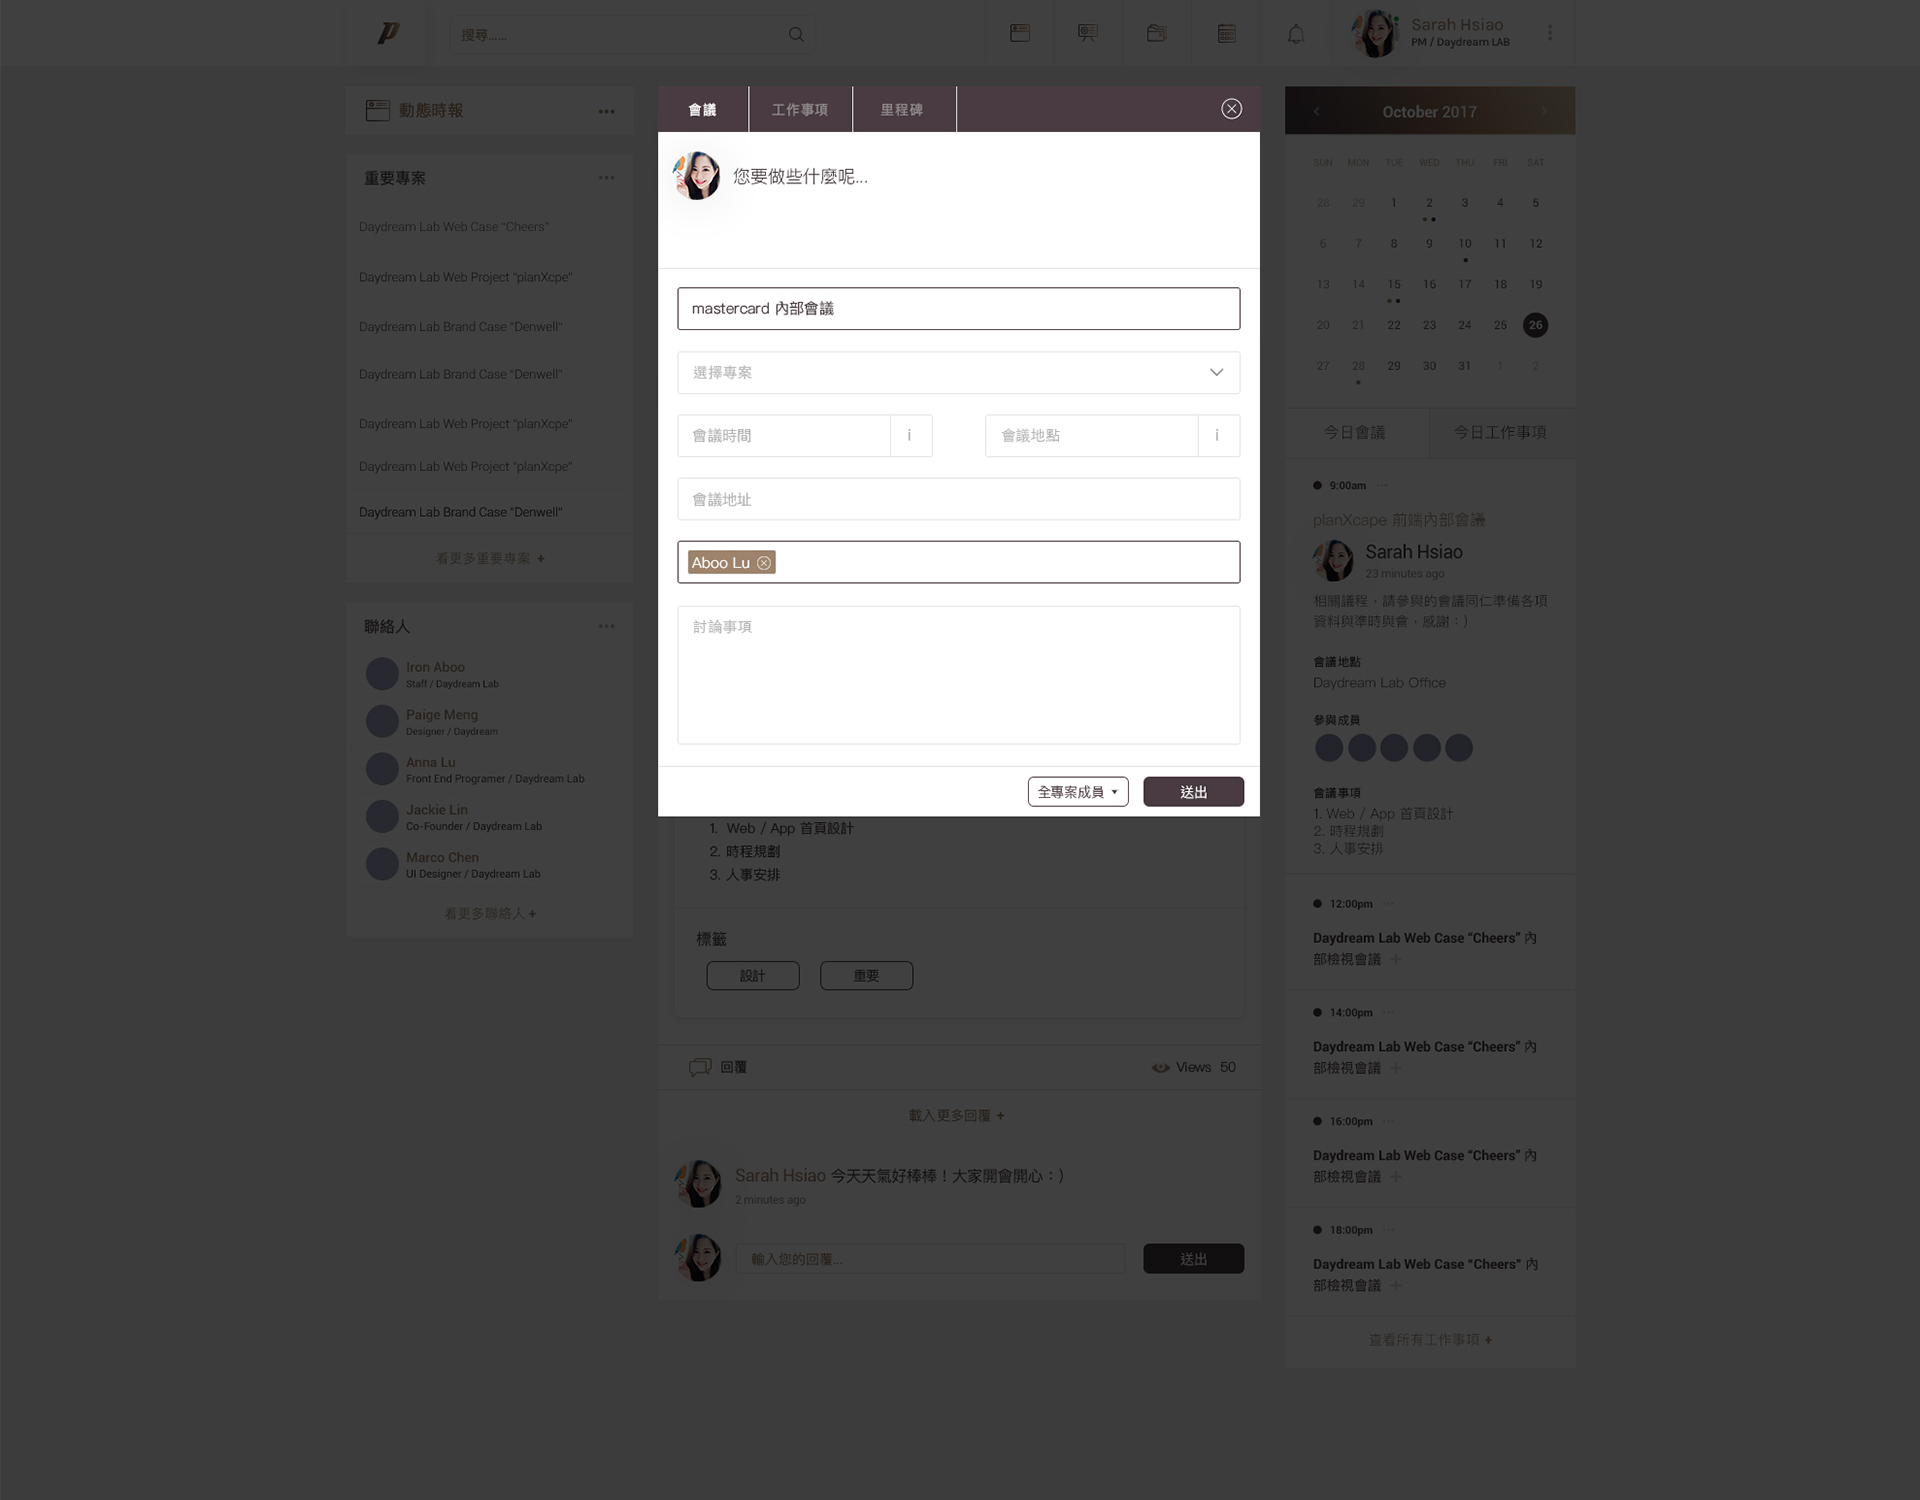 搜尋......
Sarah Hsiao
PM / Daydream LAB
動態時報
重要專案
Daydream Lab Web Case "Cheers"
Daydream Lab Web Project "planXcpe"
Daydream Lab Brand Case "Denwell"
Daydream Lab Brand Case "Denwell"
Daydream Lab Web Project "planXcpe"
Daydream Lab Web Project "planXcpe"
Daydream Lab Brand Case "Denwell"
看更多重要專案 +
聯絡人
Iron Aboo
Staff / Daydream Lab
Paige Meng
Designer / Daydream
Anna Lu
Front End Programer / Daydream Lab
Jackie Lin
Co-Founder / Daydream Lab
Marco Chen
UI Designer / Daydream Lab
看更多聯絡人 +
會議
工作事項
里程碑
您要做些什麼呢...
mastercard 內部會議
選擇專案
會議時間 i
會議地點 i
會議地址
Aboo Lu
討論事項
全專案成員
送出
1. Web / App 首頁設計
2. 時程規劃
3. 人事安排
標籤
設計
重要
回覆
Views 50
載入更多回覆 +
Sarah Hsiao 今天天氣好棒棒！大家開會開心：)
2 minutes ago
輸入您的回覆...
送出
October 2017
SUN MON TUE WED THU FRI SAT
28 29 1 2 3 4 5
6 7 8 9 10 11 12
13 14 15 16 17 18 19
20 21 22 23 24 25 26
27 28 29 30 31 1 2
今日會議
今日工作事項
9:00am
planXcape 前端內部會議
Sarah Hsiao
23 minutes ago
相關議程，請參與的會議同仁準備各項
資料與準時與會，感謝：)
會議地點
Daydream Lab Office
參與成員
會議事項
1. Web / App 首頁設計
2. 時程規劃
3. 人事安排
12:00pm
Daydream Lab Web Case “Cheers” 內
部檢視會議 +
14:00pm
Daydream Lab Web Case “Cheers” 內
部檢視會議 +
16:00pm
Daydream Lab Web Case “Cheers” 內
部檢視會議 +
18:00pm
Daydream Lab Web Case “Cheers” 內
部檢視會議 +
查看所有工作事項 +